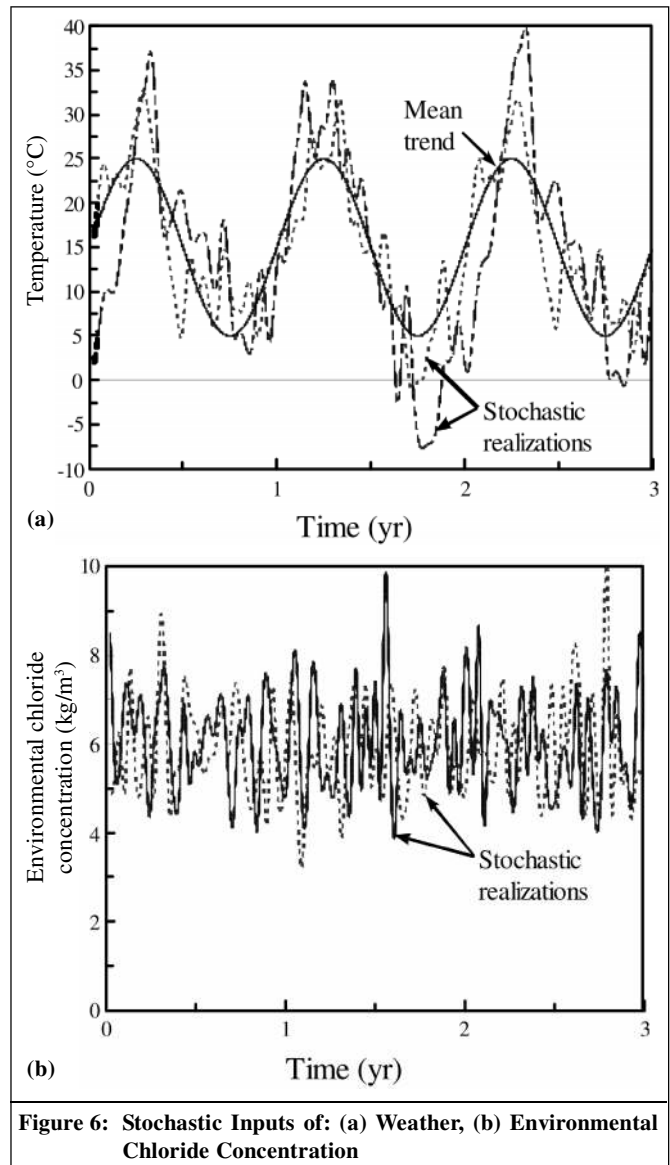 40
35
30
25
20
15
10
5
0
-5
-10
Temperature (°C)
Mean
trend
Stochastic
realizations
0
1
2
3
(a)
Time (yr)
10
8
6
4
2
0
Environmental chloride
concentration (kg/m³)
Stochastic
realizations
0
1
2
3
(b)
Time (yr)
Figure 6: Stochastic Inputs of: (a) Weather, (b) Environmental
Chloride Concentration